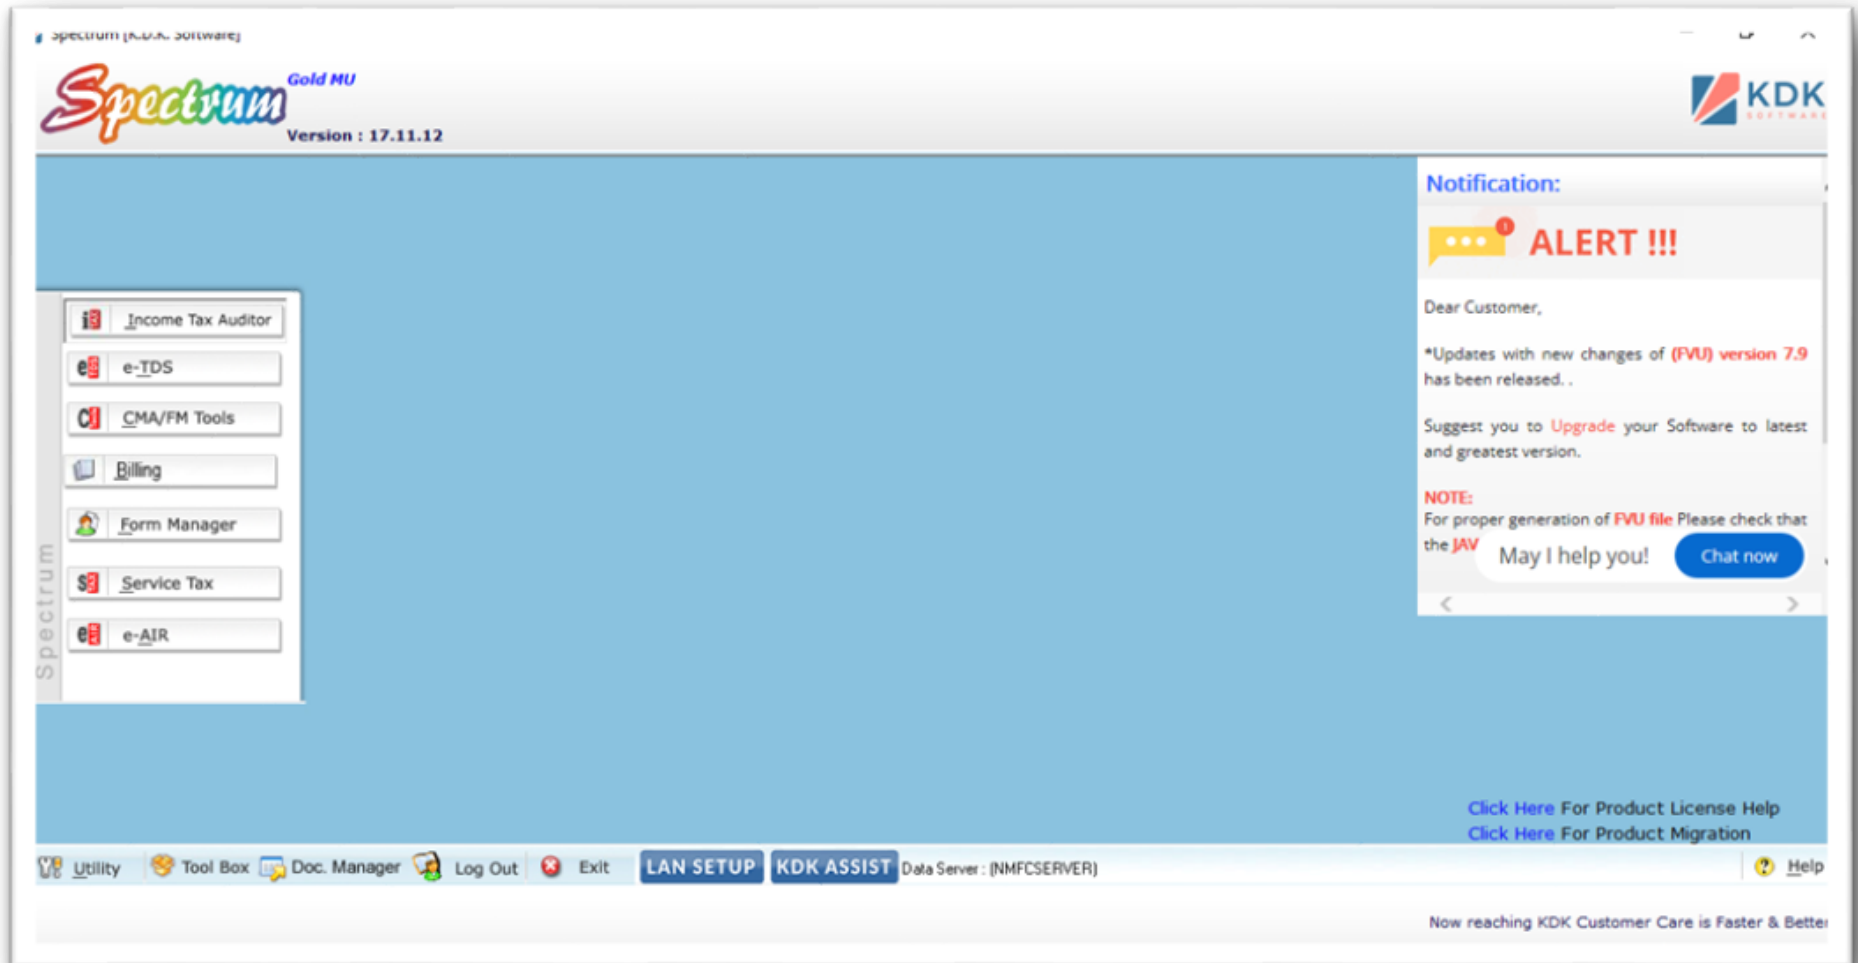 Spectrum [K.D.K. Software]
Spectrum
Gold MU
Version : 17.11.12
KDK
SOFTWARE
Notification:
ALERT !!!
Dear Customer,
*Updates with new changes of (FVU) version 7.9
has been released. .
Suggest you to Upgrade your Software to latest
and greatest version.
NOTE:
For proper generation of FVU file Please check that
the JAV
May I help you!
Chat now
Income Tax Auditor
e-TDS
CMA/FM Tools
Billing
Form Manager
Service Tax
e-AIR
Spectrum
Click Here For Product License Help
Click Here For Product Migration
Utility
Tool Box
Doc. Manager
Log Out
Exit
LAN SETUP
KDK ASSIST
Data Server : (NMFCSERVER)
Help
Now reaching KDK Customer Care is Faster & Better